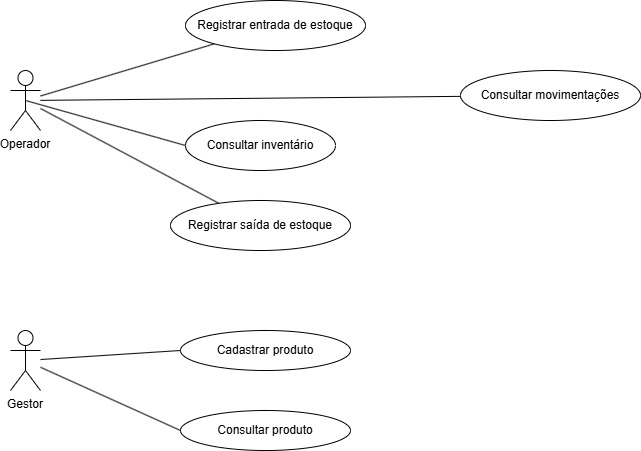 Registrar entrada de estoque
Consultar movimentações
Operador
Consultar inventário
Registrar saída de estoque
Cadastrar produto
Gestor
Consultar produto